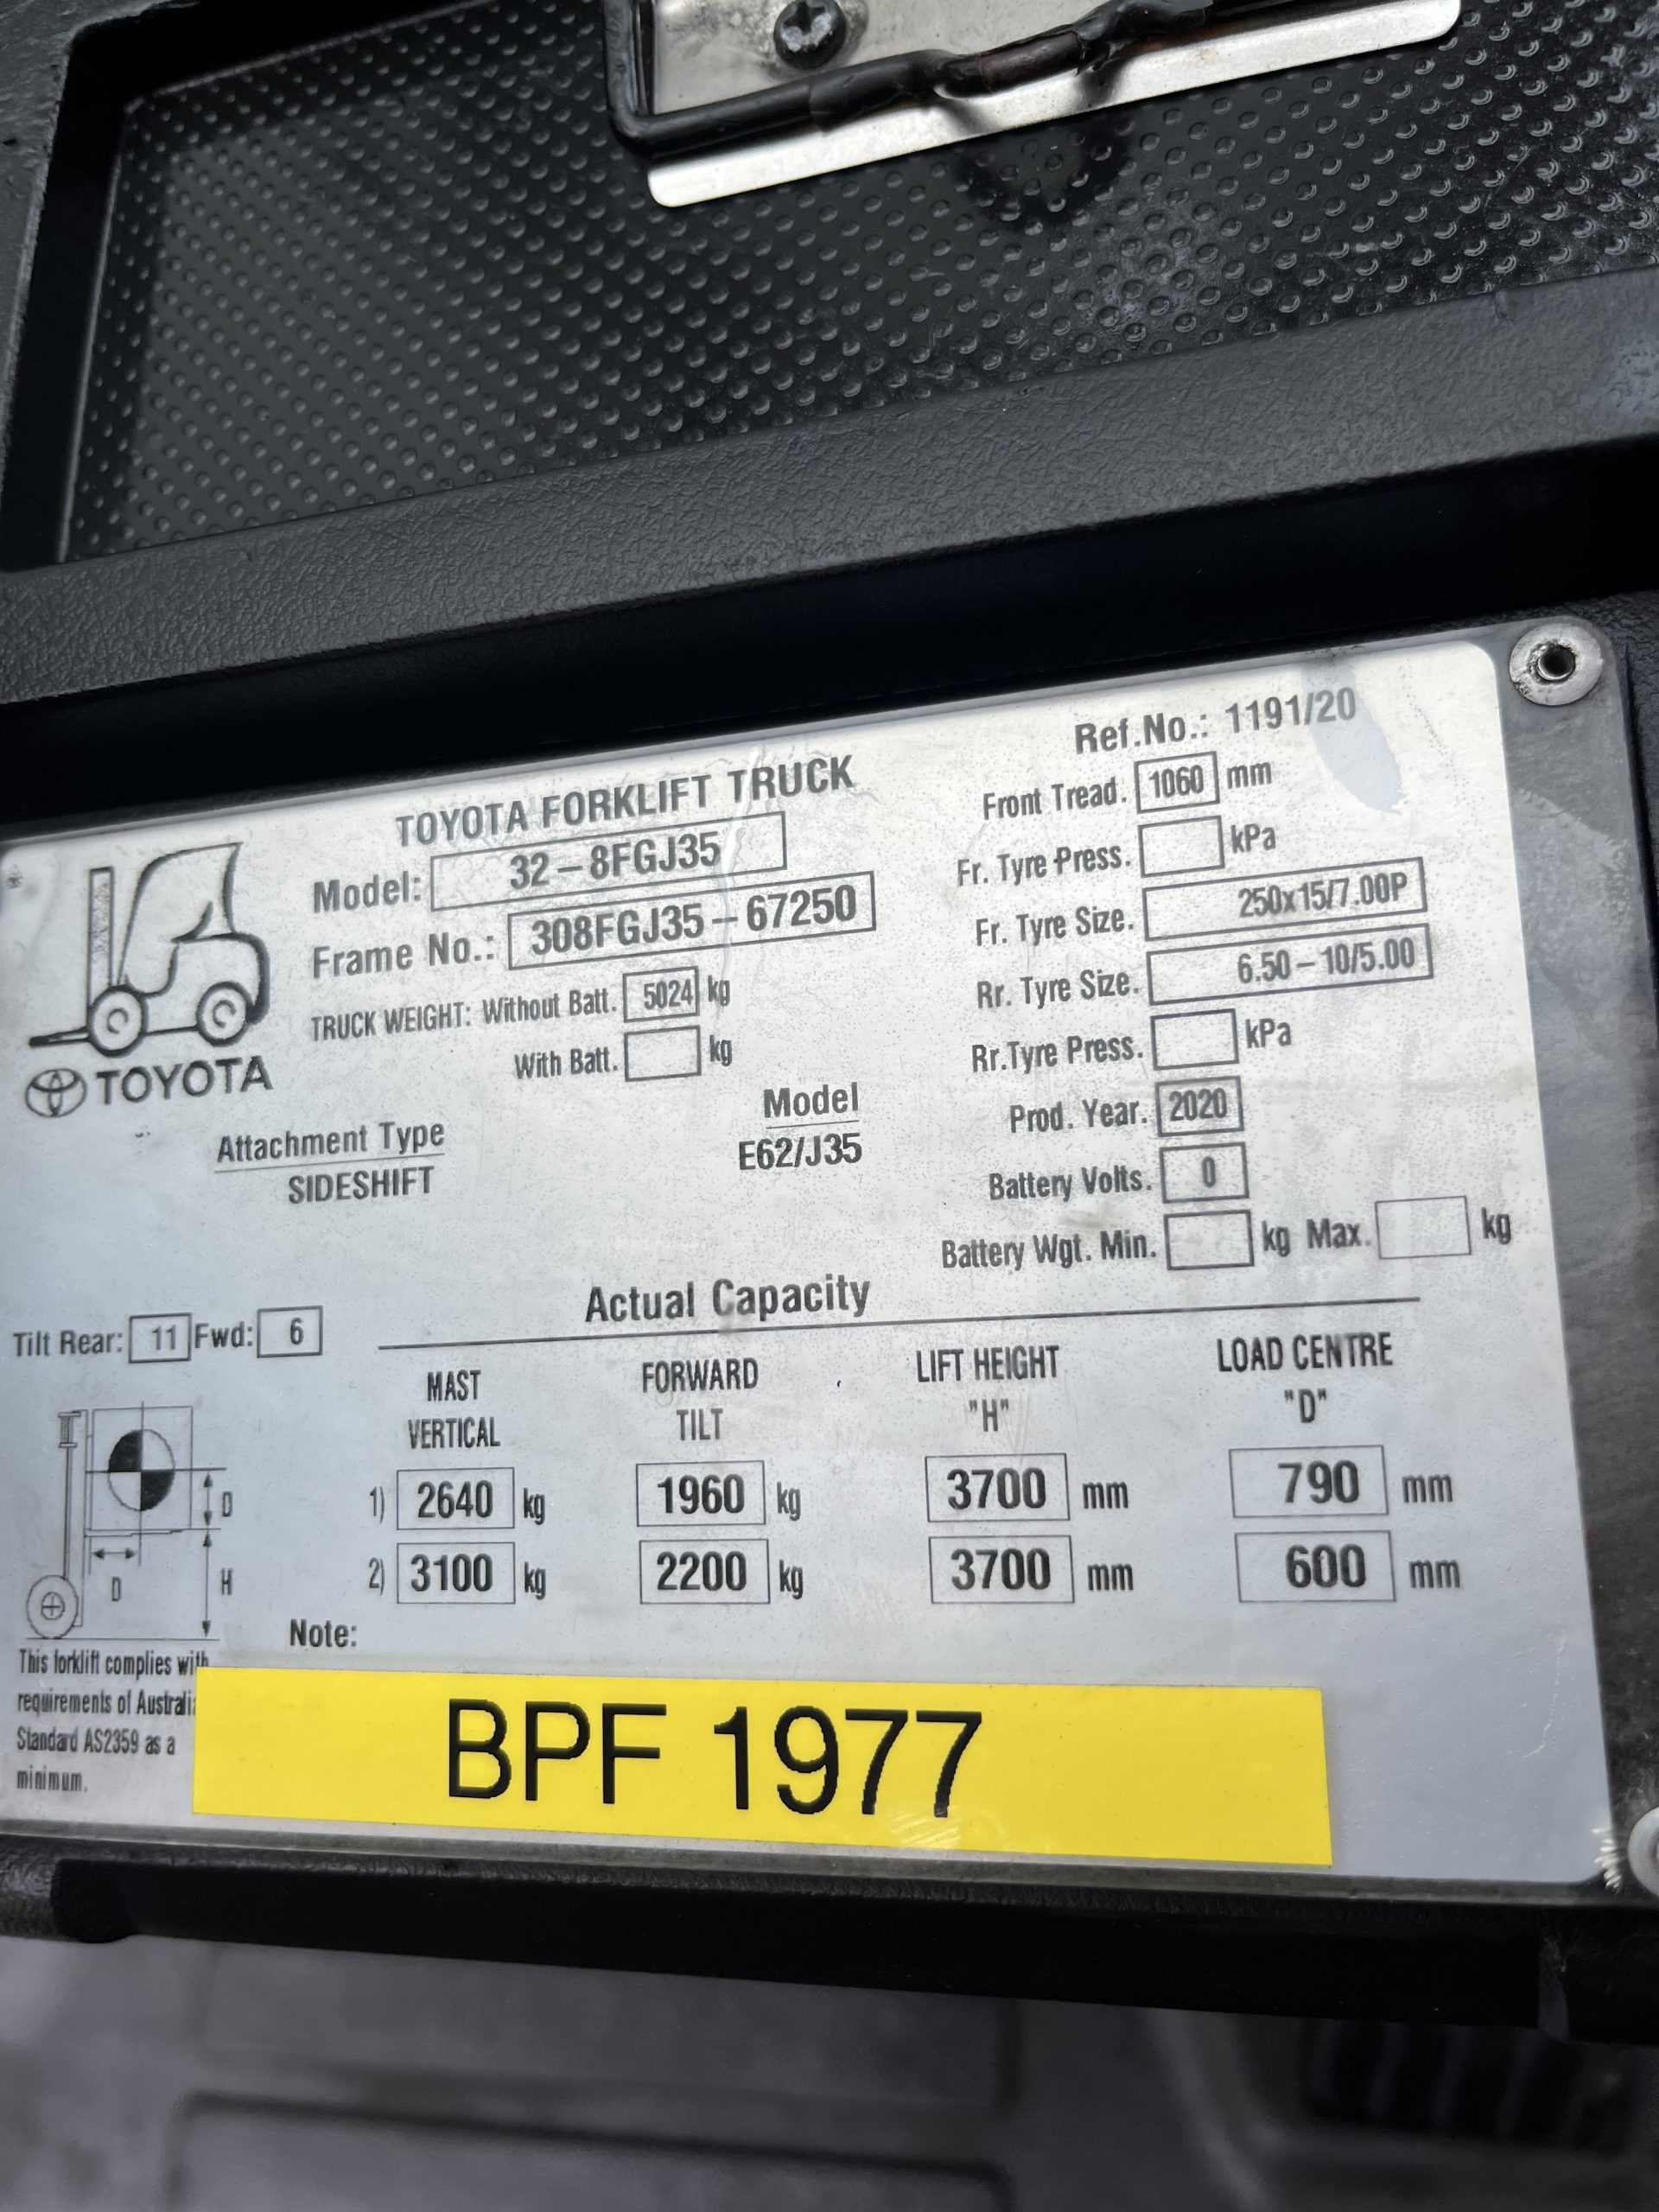 Ref.No.: 1191/20
TOYOTA FORKLIFT TRUCK
Model: 32-8FGJ35
Frame No.: 308FGJ35-67250
TRUCK WEIGHT: Without Batt. 5024 kg
With Batt. kg
TOYOTA
Attachment Type
SIDESHIFT
Model
E62/J35
Front Tread. 1060 mm
Fr. Tyre Press. kPa
Fr. Tyre Size. 250x15/7.00P
Rr. Tyre Size. 6.50-10/5.00
Rr.Tyre Press. kPa
Prod. Year. 2020
Battery Volts. 0
Battery Wgt. Min. kg Max. kg
Actual Capacity
Tilt Rear: 11 Fwd: 6
MAST FORWARD LIFT HEIGHT LOAD CENTRE
VERTICAL TILT "H" "D"
1) 2640 kg 1960 kg 3700 mm 790 mm
2) 3100 kg 2200 kg 3700 mm 600 mm
D
D H
Note:
This forklift complies with
requirements of Australi
Standard AS2359 as a
minimum.
BPF 1977